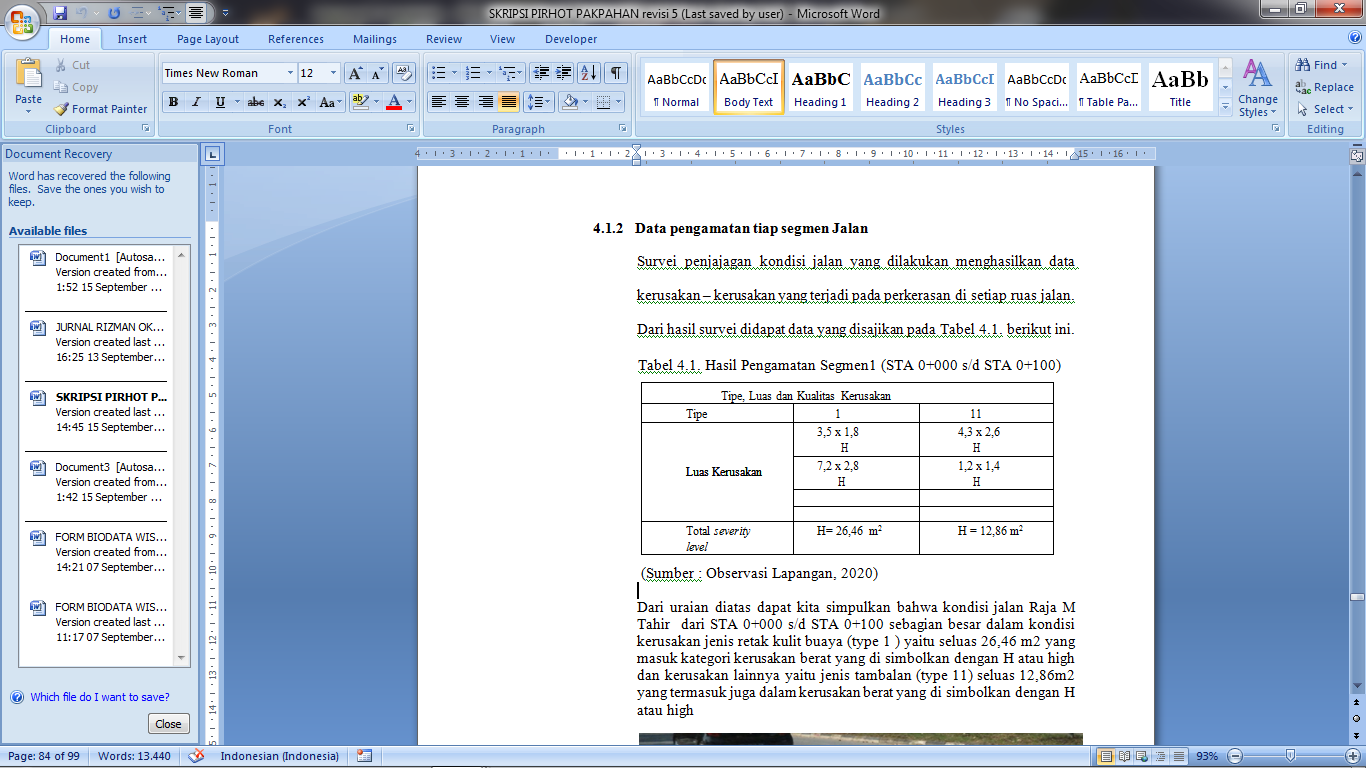 SKRIPSI PIRHOT PAKPAHAN revisi 5 (Last saved by user) - Microsoft Word
Home Insert Page Layout References Mailings Review View Developer
Paste
Cut
Copy
Format Painter
Clipboard
Times New Roman 12
Font
Paragraph
AaBbCcDc AaBbCcI AaBbC AaBbCc AaBbCcI AaBbCcDc AaBbCcI AaBb
¶ Normal Body Text Heading 1 Heading 2 Heading 3 ¶ No Spaci... ¶ Table Pa... Title
Change Styles
Styles
Find
Replace
Select
Editing
Document Recovery
Word has recovered the following
files. Save the ones you wish to
keep.
Available files
Document1 [Autosa...
Version created from...
1:52 15 September ...
JURNAL RIZMAN OK...
Version created last ...
16:25 13 September...
SKRIPSI PIRHOT P...
Version created last ...
14:45 15 September...
Document3 [Autosa...
Version created last ...
1:42 15 September ...
FORM BIODATA WIS...
Version created from...
14:21 07 September...
FORM BIODATA WIS...
Version created last ...
11:17 07 September...
Which file do I want to save?
Close
4.1.2 Data pengamatan tiap segmen Jalan
Survei penjajagan kondisi jalan yang dilakukan menghasilkan data
kerusakan – kerusakan yang terjadi pada perkerasan di setiap ruas jalan.
Dari hasil survei didapat data yang disajikan pada Tabel 4.1. berikut ini.
Tabel 4.1. Hasil Pengamatan Segmen1 (STA 0+000 s/d STA 0+100)
Tipe, Luas dan Kualitas Kerusakan
Tipe 1 11
Luas Kerusakan
3,5 x 1,8 4,3 x 2,6
H H
7,2 x 2,8 1,2 x 1,4
H H
Total severity H= 26,46 m² H = 12,86 m²
level
(Sumber : Observasi Lapangan, 2020)
Dari uraian diatas dapat kita simpulkan bahwa kondisi jalan Raja M
Tahir dari STA 0+000 s/d STA 0+100 sebagian besar dalam kondisi
kerusakan jenis retak kulit buaya (type 1 ) yaitu seluas 26,46 m2 yang
masuk kategori kerusakan berat yang di simbolkan dengan H atau high
dan kerusakan lainnya yaitu jenis tambalan (type 11) seluas 12,86m2
yang termasuk juga dalam kerusakan berat yang di simbolkan dengan H
atau high
Page: 84 of 99 Words: 13.440 Indonesian (Indonesia) 93%